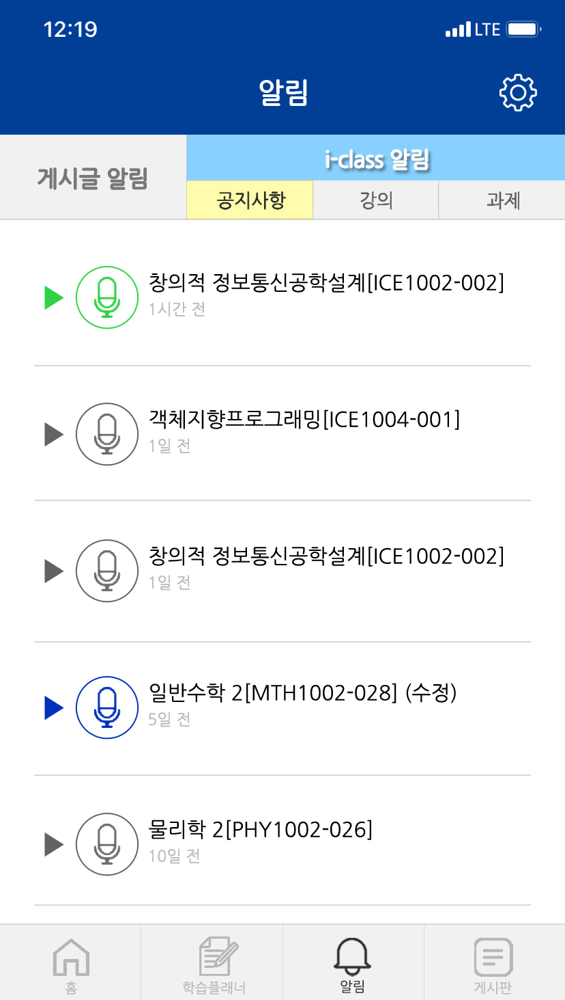 12:19
LTE
알림
게시글 알림
i-class 알림
공지사항
강의
과제
창의적 정보통신공학설계[ICE1002-002]
1시간 전
객체지향프로그래밍[ICE1004-001]
1일 전
창의적 정보통신공학설계[ICE1002-002]
1일 전
일반수학 2[MTH1002-028] (수정)
5일 전
물리학 2[PHY1002-026]
10일 전
홈
학습플래너
알림
게시판